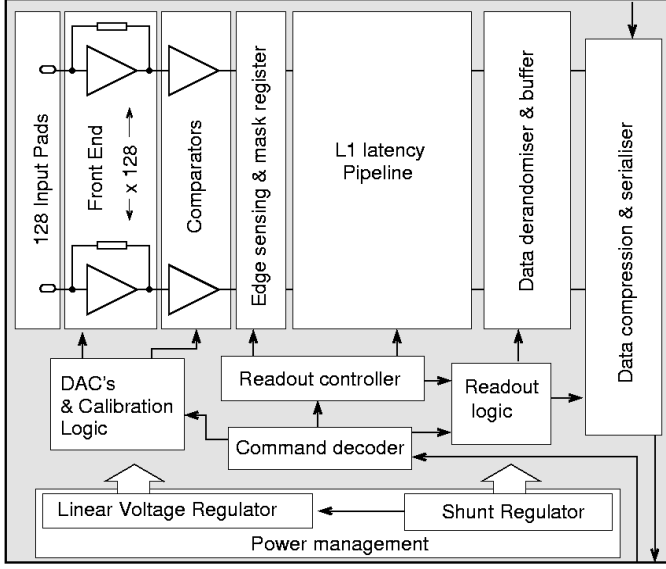 128 Input Pads
Front End
x 128
Comparators
Edge sensing & mask register
L1 latency
Pipeline
Data derandomiser & buffer
Data compression & serialiser
DAC's
& Calibration
Logic
Readout controller
Readout
logic
Command decoder
Linear Voltage Regulator
Shunt Regulator
Power management